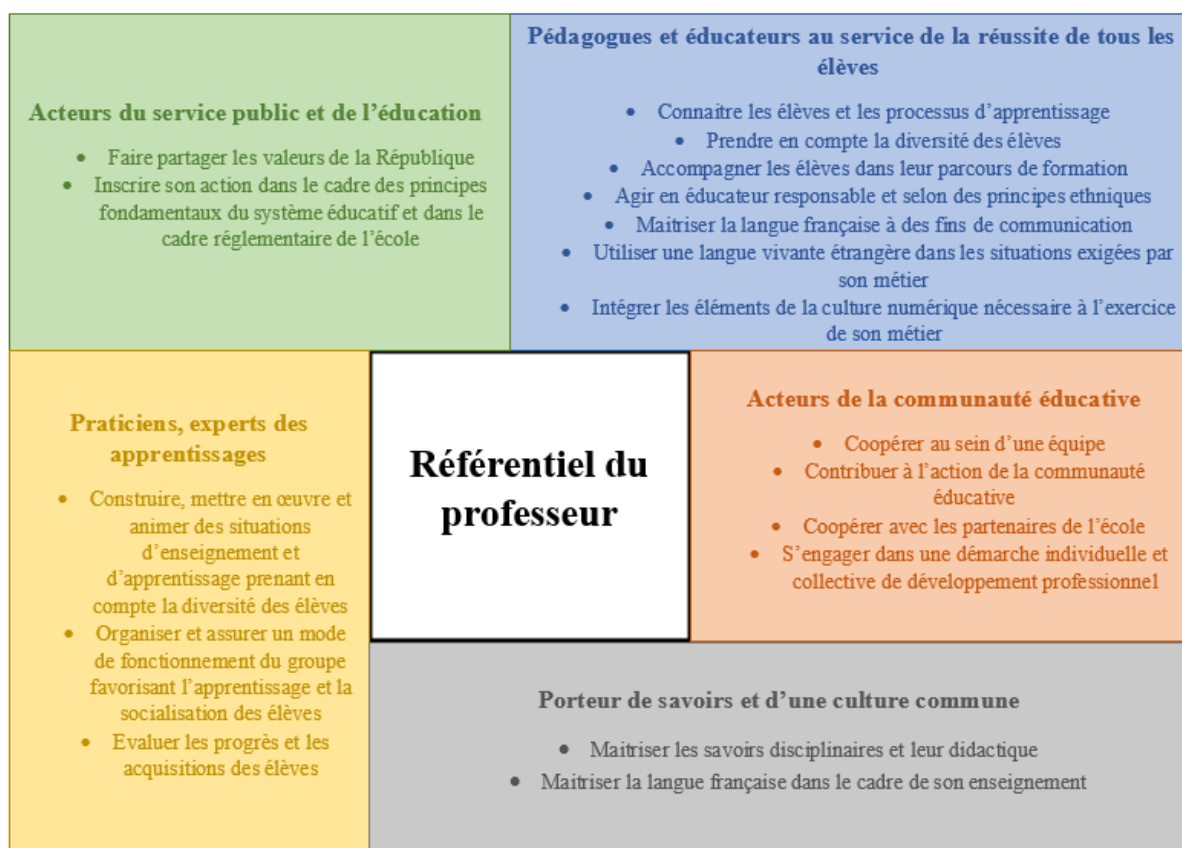 Acteurs du service public et de l’éducation
• Faire partager les valeurs de la République
• Inscrire son action dans le cadre des principes
fondamentaux du système éducatif et dans le
cadre réglementaire de l’école
Pédagogues et éducateurs au service de la réussite de tous les
élèves
• Connaitre les élèves et les processus d’apprentissage
• Prendre en compte la diversité des élèves
• Accompagner les élèves dans leur parcours de formation
• Agir en éducateur responsable et selon des principes ethniques
• Maitriser la langue française à des fins de communication
• Utiliser une langue vivante étrangère dans les situations exigées par
son métier
• Intégrer les éléments de la culture numérique nécessaire à l’exercice
de son métier
Praticiens, experts des
apprentissages
• Construire, mettre en œuvre et
animer des situations
d’enseignement et
d’apprentissage prenant en
compte la diversité des élèves
• Organiser et assurer un mode
de fonctionnement du groupe
favorisant l’apprentissage et la
socialisation des élèves
• Evaluer les progrès et les
acquisitions des élèves
Référentiel du
professeur
Acteurs de la communauté éducative
• Coopérer au sein d’une équipe
• Contribuer à l’action de la communauté
éducative
• Coopérer avec les partenaires de l’école
• S’engager dans une démarche individuelle et
collective de développement professionnel
Porteur de savoirs et d’une culture commune
• Maitriser les savoirs disciplinaires et leur didactique
• Maitriser la langue française dans le cadre de son enseignement